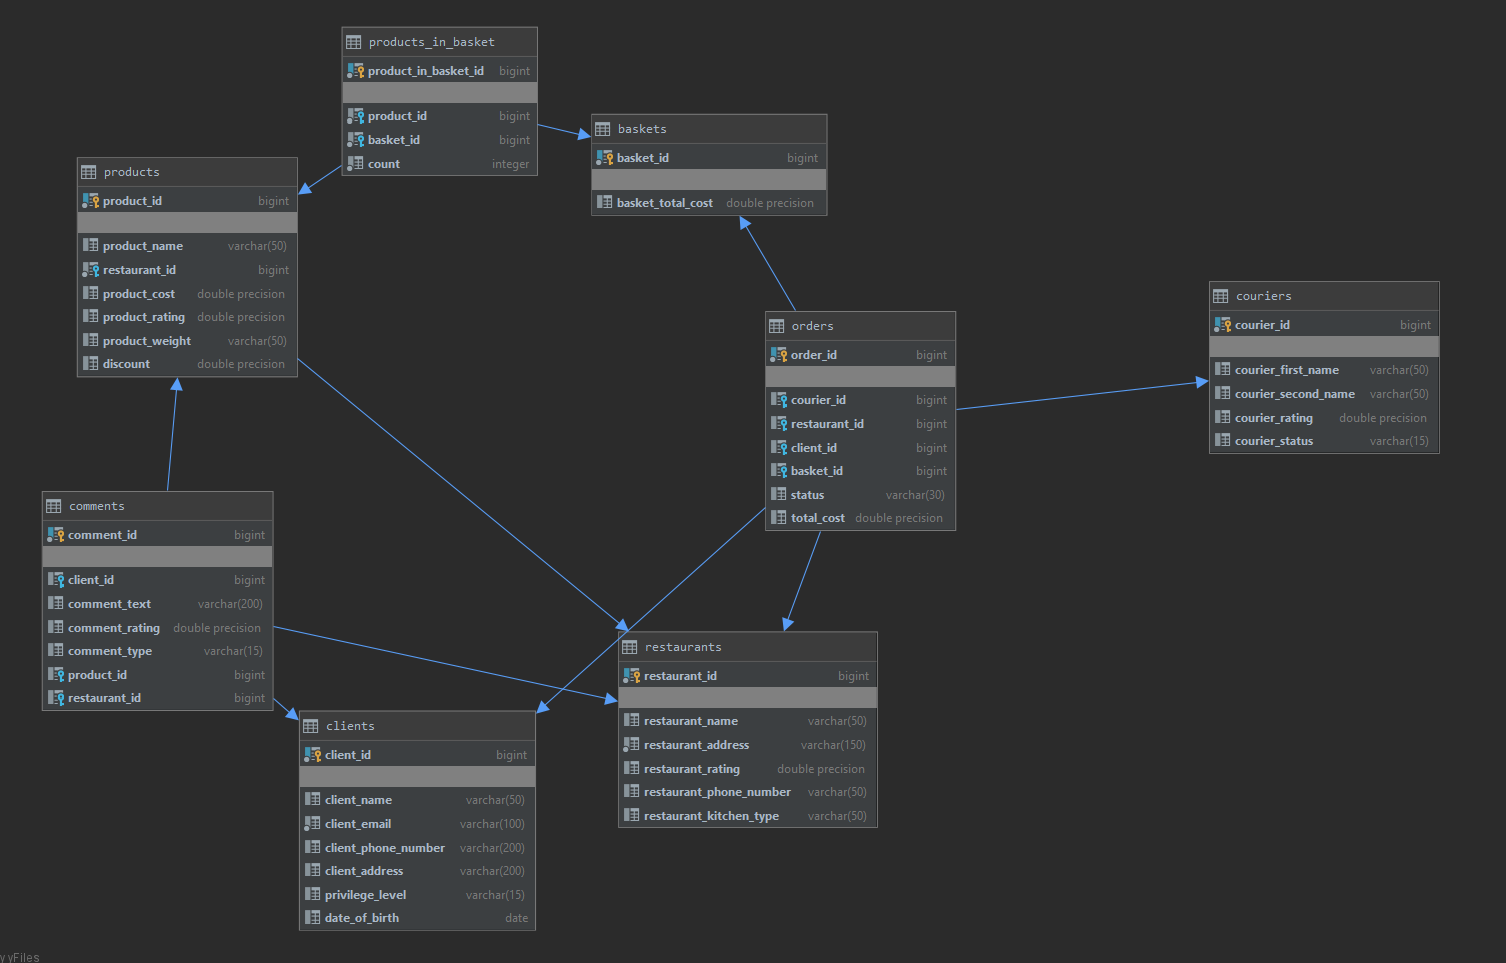 products_in_basket
product_in_basket_id bigint
product_id bigint
basket_id bigint
count integer
baskets
basket_id bigint
basket_total_cost double precision
products
product_id bigint
product_name varchar(50)
restaurant_id bigint
product_cost double precision
product_rating double precision
product_weight varchar(50)
discount double precision
couriers
courier_id bigint
courier_first_name varchar(50)
courier_second_name varchar(50)
courier_rating double precision
courier_status varchar(15)
orders
order_id bigint
courier_id bigint
restaurant_id bigint
client_id bigint
basket_id bigint
status varchar(30)
total_cost double precision
comments
comment_id bigint
client_id bigint
comment_text varchar(200)
comment_rating double precision
comment_type varchar(15)
product_id bigint
restaurant_id bigint
restaurants
restaurant_id bigint
restaurant_name varchar(50)
restaurant_address varchar(150)
restaurant_rating double precision
restaurant_phone_number varchar(50)
restaurant_kitchen_type varchar(50)
clients
client_id bigint
client_name varchar(50)
client_email varchar(100)
client_phone_number varchar(200)
client_address varchar(200)
privilege_level varchar(15)
date_of_birth date
y yFiles